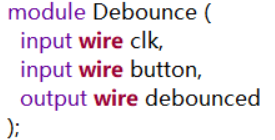 module Debounce (
input wire clk,
input wire button,
output wire debounced
);